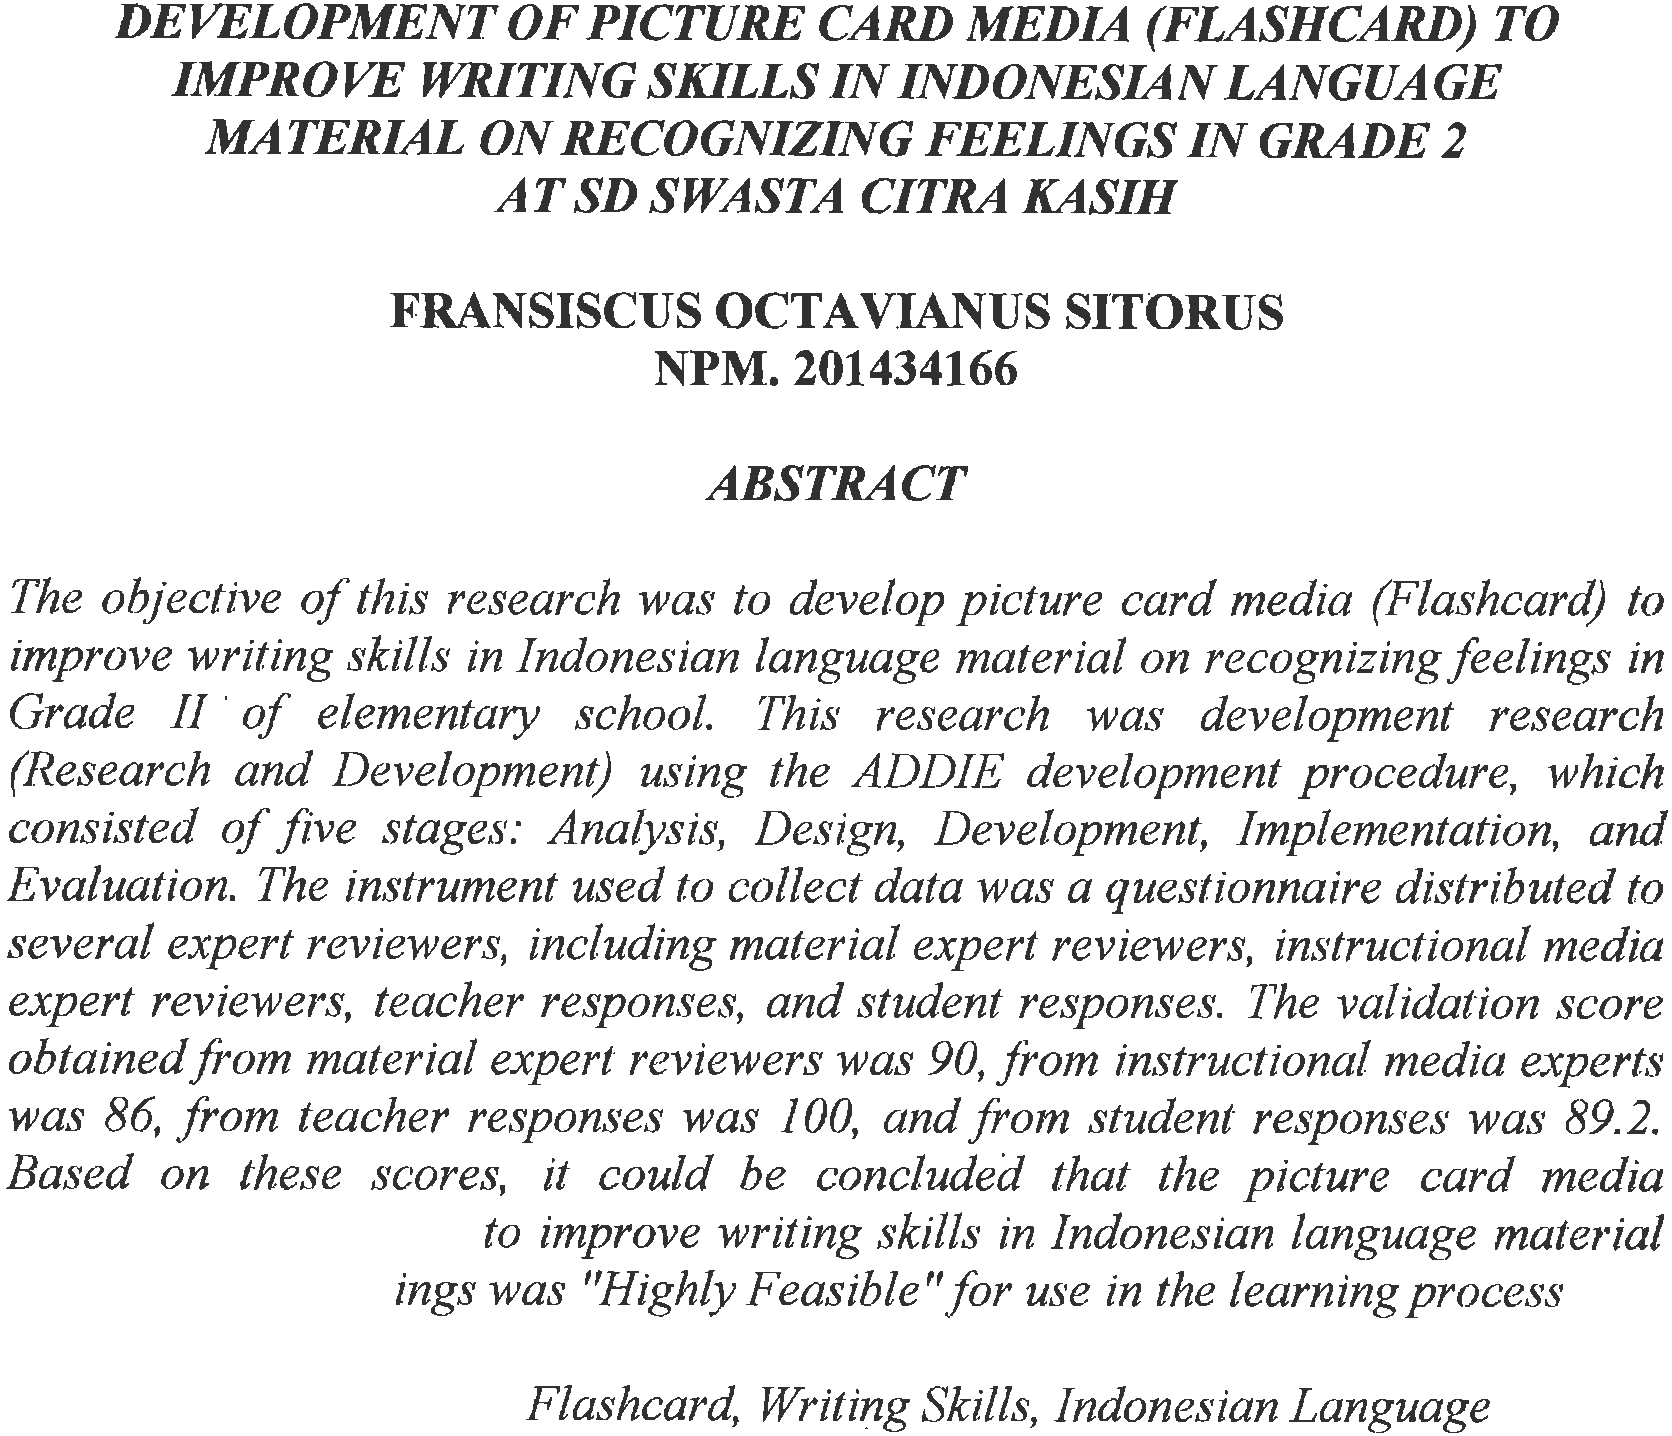 DEVELOPMENT OF PICTURE CARD MEDIA (FLASHCARD) TO
IMPROVE WRITING SKILLS IN INDONESIAN LANGUAGE
MATERIAL ON RECOGNIZING FEELINGS IN GRADE 2
AT SD SWASTA CITRA KASIH
FRANSISCUS OCTAVIANUS SITORUS
NPM. 201434166
ABSTRACT
The objective of this research was to develop picture card media (Flashcard) to
improve writing skills in Indonesian language material on recognizing feelings in
Grade II of elementary school. This research was development research
(Research and Development) using the ADDIE development procedure, which
consisted of five stages: Analysis, Design, Development, Implementation, and
Evaluation. The instrument used to collect data was a questionnaire distributed to
several expert reviewers, including material expert reviewers, instructional media
expert reviewers, teacher responses, and student responses. The validation score
obtained from material expert reviewers was 90, from instructional media experts
was 86, from teacher responses was 100, and from student responses was 89.2.
Based on these scores, it could be concluded that the picture card media
to improve writing skills in Indonesian language material
ings was "Highly Feasible" for use in the learning process
Flashcard, Writing Skills, Indonesian Language